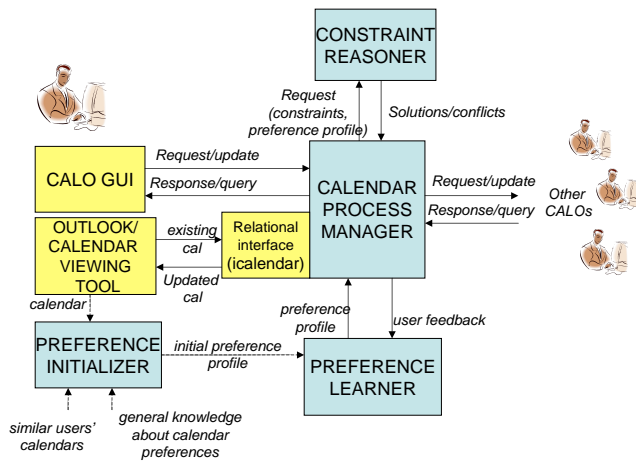 CONSTRAINT
REASONER
Request
(constraints,
preference profile)
Solutions/conflicts
CALO GUI
Request/update
Response/query
CALENDAR
PROCESS
MANAGER
Request/update
Response/query
Other
CALOs
OUTLOOK/
CALENDAR
VIEWING
TOOL
existing
cal
Updated
cal
Relational
interface
(icalendar)
calendar
preference
profile
user feedback
PREFERENCE
INITIALIZER
initial preference
profile
PREFERENCE
LEARNER
similar users'
calendars
general knowledge
about calendar
preferences